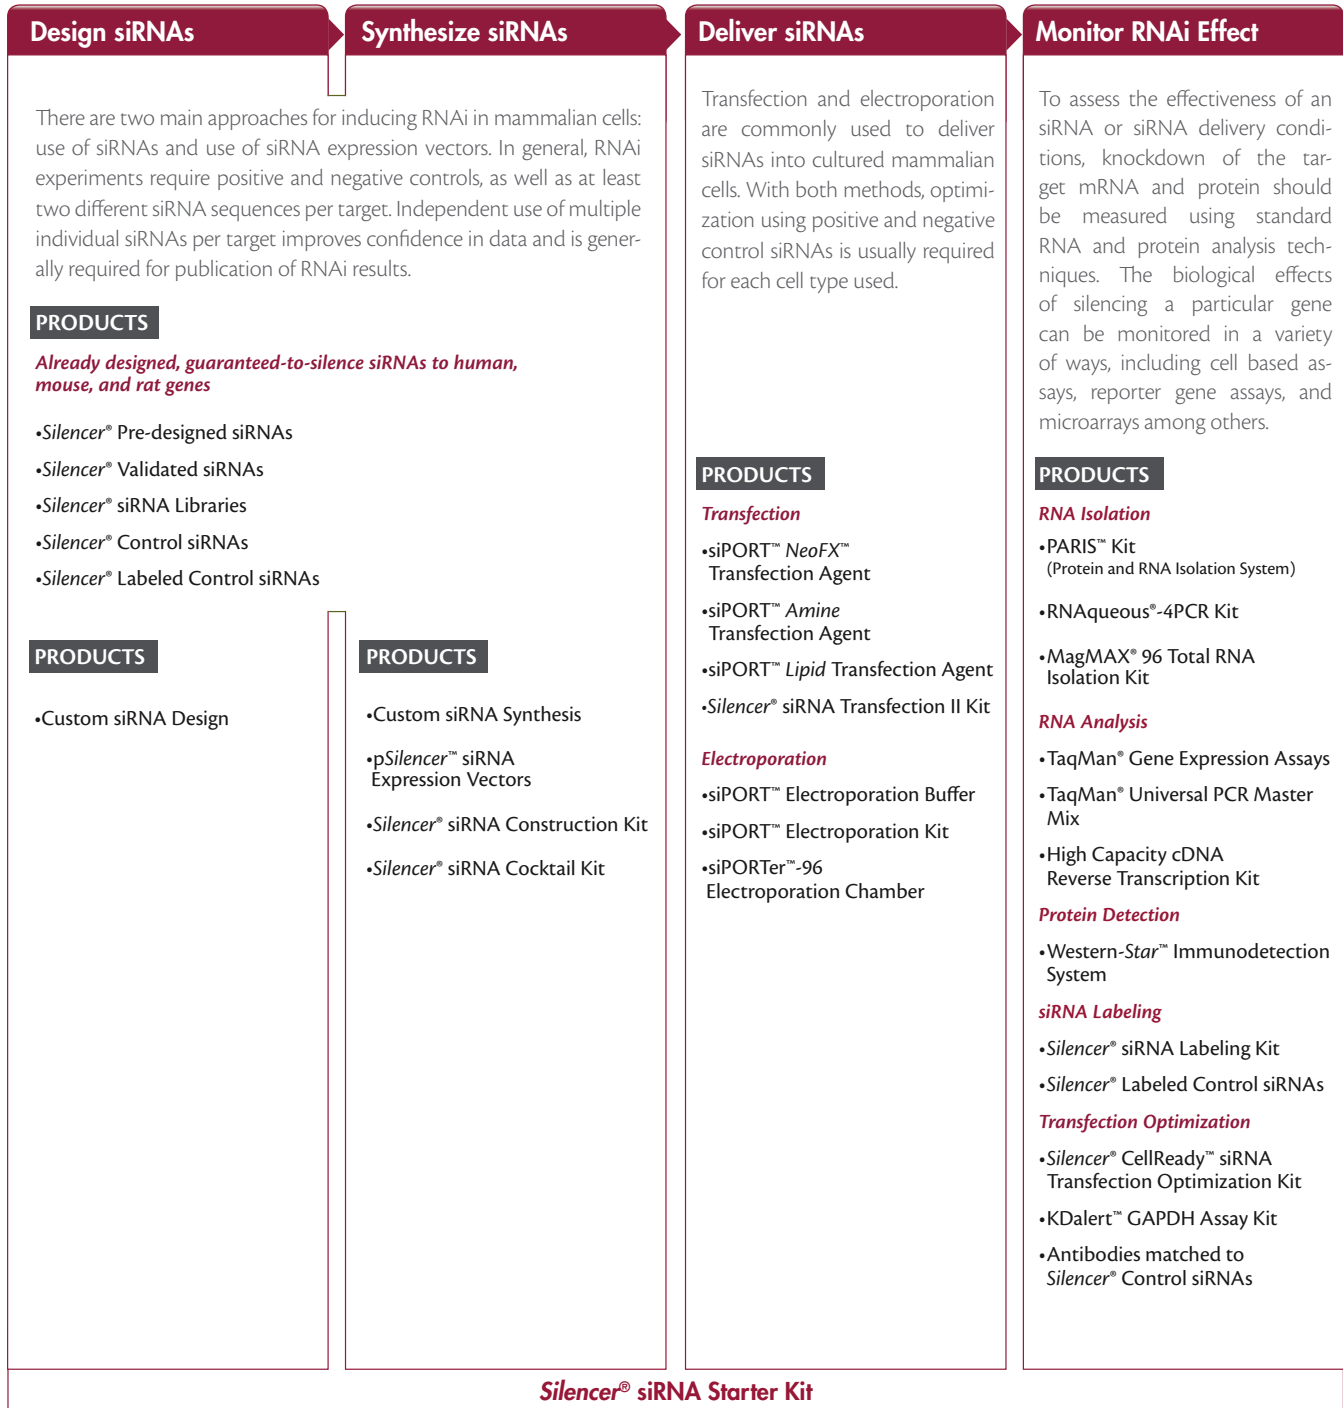 Design siRNAs
Synthesize siRNAs
Deliver siRNAs
Monitor RNAi Effect
There are two main approaches for inducing RNAi in mammalian cells:
use of siRNAs and use of siRNA expression vectors. In general, RNAi
experiments require positive and negative controls, as well as at least
two different siRNA sequences per target. Independent use of multiple
individual siRNAs per target improves confidence in data and is gener-
ally required for publication of RNAi results.
PRODUCTS
Already designed, guaranteed-to-silence siRNAs to human,
mouse, and rat genes
•Silencer® Pre-designed siRNAs
•Silencer® Validated siRNAs
•Silencer® siRNA Libraries
•Silencer® Control siRNAs
•Silencer® Labeled Control siRNAs
PRODUCTS
•Custom siRNA Design
PRODUCTS
•Custom siRNA Synthesis
•pSilencer™ siRNA
Expression Vectors
•Silencer® siRNA Construction Kit
•Silencer® siRNA Cocktail Kit
Transfection and electroporation
are commonly used to deliver
siRNAs into cultured mammalian
cells. With both methods, optimi-
zation using positive and negative
control siRNAs is usually required
for each cell type used.
PRODUCTS
Transfection
•siPORT™ NeoFX™
Transfection Agent
•siPORT™ Amine
Transfection Agent
•siPORT™ Lipid Transfection Agent
•Silencer® siRNA Transfection II Kit
Electroporation
•siPORT™ Electroporation Buffer
•siPORT™ Electroporation Kit
•siPORTer™-96
Electroporation Chamber
To assess the effectiveness of an
siRNA or siRNA delivery condi-
tions, knockdown of the tar-
get mRNA and protein should
be measured using standard
RNA and protein analysis tech-
niques. The biological effects
of silencing a particular gene
can be monitored in a variety
of ways, including cell based as-
says, reporter gene assays, and
microarrays among others.
PRODUCTS
RNA Isolation
•PARIS™ Kit
(Protein and RNA Isolation System)
•RNAqueous®-4PCR Kit
•MagMAX® 96 Total RNA
Isolation Kit
RNA Analysis
•TaqMan® Gene Expression Assays
•TaqMan® Universal PCR Master
Mix
•High Capacity cDNA
Reverse Transcription Kit
Protein Detection
•Western-Star™ Immunodetection
System
siRNA Labeling
•Silencer® siRNA Labeling Kit
•Silencer® Labeled Control siRNAs
Transfection Optimization
•Silencer® CellReady™ siRNA
Transfection Optimization Kit
•KDalert™ GAPDH Assay Kit
•Antibodies matched to
Silencer® Control siRNAs
Silencer® siRNA Starter Kit